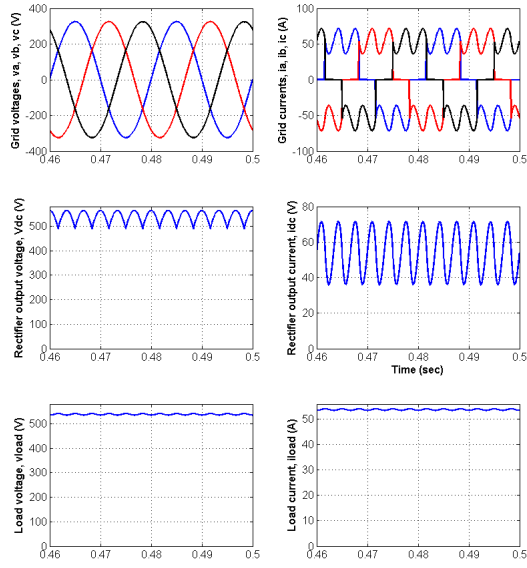 Grid voltages, va, vb, vc (V)
400
200
0
-200
-400
0.46 0.47 0.48 0.49 0.5
Grid currents, ia, ib, ic (A)
100
50
0
-50
-100
0.46 0.47 0.48 0.49 0.5
Rectifier output voltage, Vdc (V)
500
400
300
200
100
0
0.46 0.47 0.48 0.49 0.5
Rectifier output current, idc (A)
80
60
40
20
0
0.46 0.47 0.48 0.49 0.5
Time (sec)
Load voltage, vload (V)
500
400
300
200
100
0
0.46 0.47 0.48 0.49 0.5
Load current, iload (A)
50
40
30
20
10
0
0.46 0.47 0.48 0.49 0.5